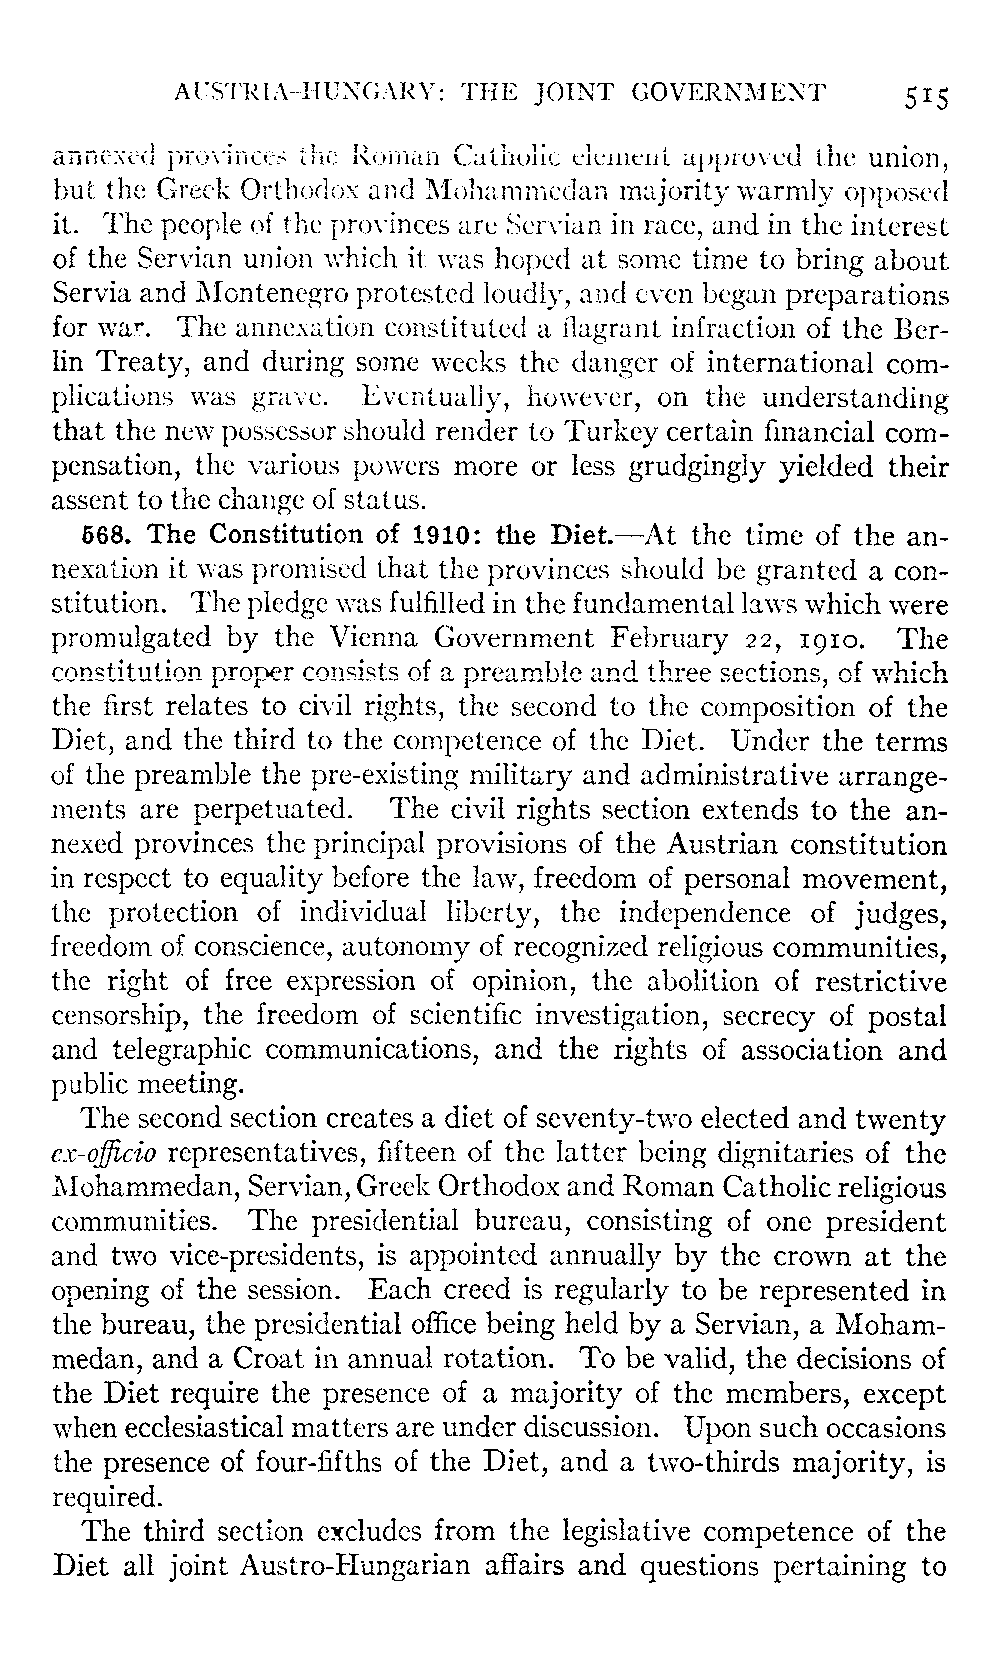 AUSTRIA-HUNGARY: THE JOINT GOVERNMENT 515
annexed provinces the Roman Catholic element approved the union,
but the Greek Orthodox and Mohammedan majority warmly opposed
it. The people of the provinces are Servian in race, and in the interest
of the Servian union which it was hoped at some time to bring about
Servia and Montenegro protested loudly, and even began preparations
for war. The annexation constituted a flagrant infraction of the Ber-
lin Treaty, and during some weeks the danger of international com-
plications was grave. Eventually, however, on the understanding
that the new possessor should render to Turkey certain financial com-
pensation, the various powers more or less grudgingly yielded their
assent to the change of status.
568. The Constitution of 1910: the Diet.—At the time of the an-
nexation it was promised that the provinces should be granted a con-
stitution. The pledge was fulfilled in the fundamental laws which were
promulgated by the Vienna Government February 22, 1910. The
constitution proper consists of a preamble and three sections, of which
the first relates to civil rights, the second to the composition of the
Diet, and the third to the competence of the Diet. Under the terms
of the preamble the pre-existing military and administrative arrange-
ments are perpetuated. The civil rights section extends to the an-
nexed provinces the principal provisions of the Austrian constitution
in respect to equality before the law, freedom of personal movement,
the protection of individual liberty, the independence of judges,
freedom of conscience, autonomy of recognized religious communities,
the right of free expression of opinion, the abolition of restrictive
censorship, the freedom of scientific investigation, secrecy of postal
and telegraphic communications, and the rights of association and
public meeting.
The second section creates a diet of seventy-two elected and twenty
ex-officio representatives, fifteen of the latter being dignitaries of the
Mohammedan, Servian, Greek Orthodox and Roman Catholic religious
communities. The presidential bureau, consisting of one president
and two vice-presidents, is appointed annually by the crown at the
opening of the session. Each creed is regularly to be represented in
the bureau, the presidential office being held by a Servian, a Moham-
medan, and a Croat in annual rotation. To be valid, the decisions of
the Diet require the presence of a majority of the members, except
when ecclesiastical matters are under discussion. Upon such occasions
the presence of four-fifths of the Diet, and a two-thirds majority, is
required.
The third section excludes from the legislative competence of the
Diet all joint Austro-Hungarian affairs and questions pertaining to